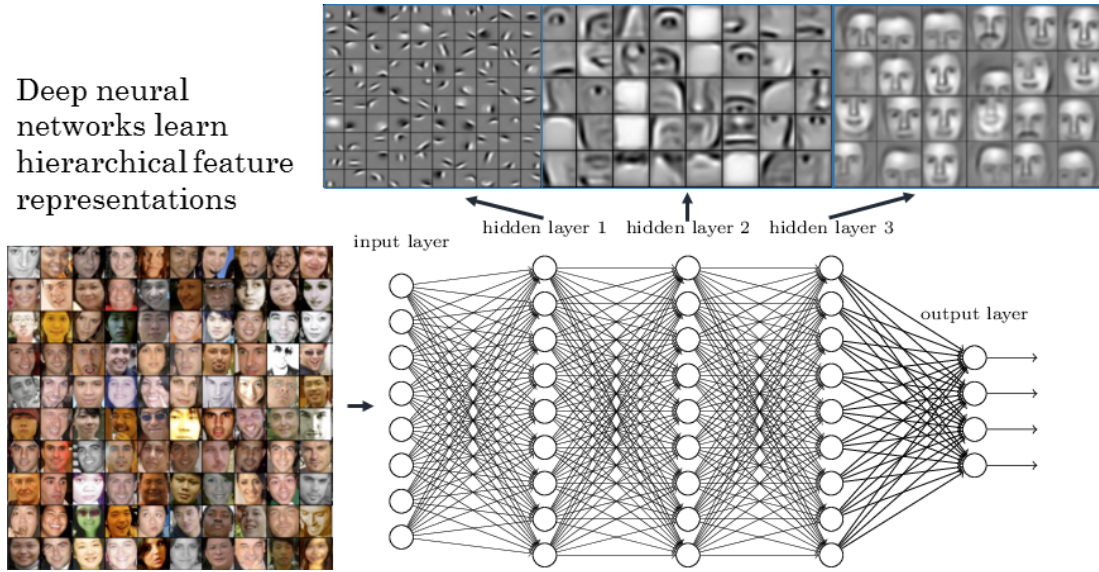 Deep neural
networks learn
hierarchical feature
representations
hidden layer 1
hidden layer 2
hidden layer 3
input layer
output layer